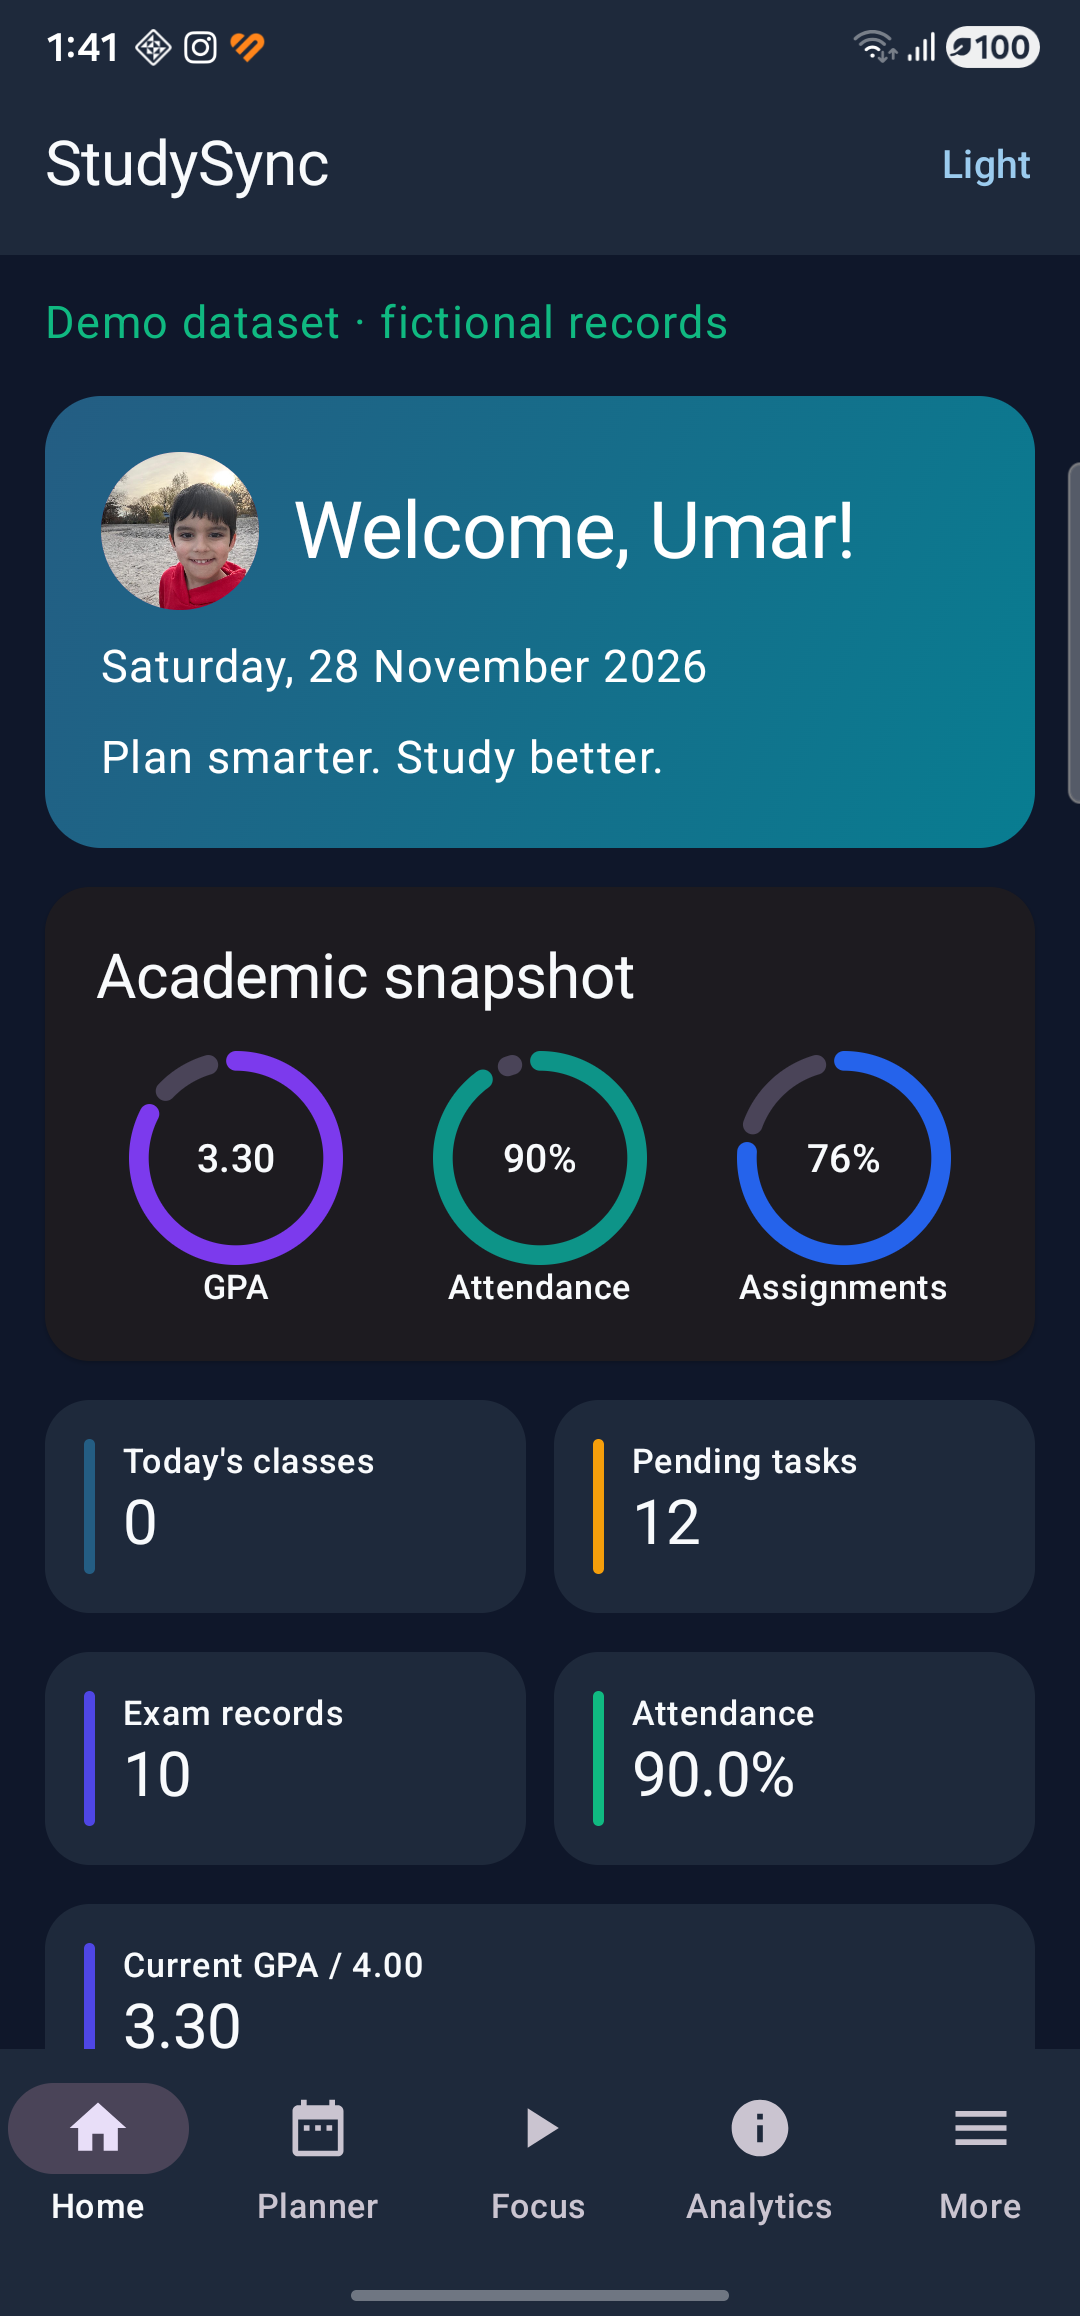 1:41
100
StudySync
Light
Demo dataset · fictional records
Welcome, Umar!
Saturday, 28 November 2026
Plan smarter. Study better.
Academic snapshot
3.30
90%
76%
GPA
Attendance
Assignments
Today's classes
0
Pending tasks
12
Exam records
10
Attendance
90.0%
Current GPA / 4.00
3.30
Home
Planner
Focus
Analytics
More